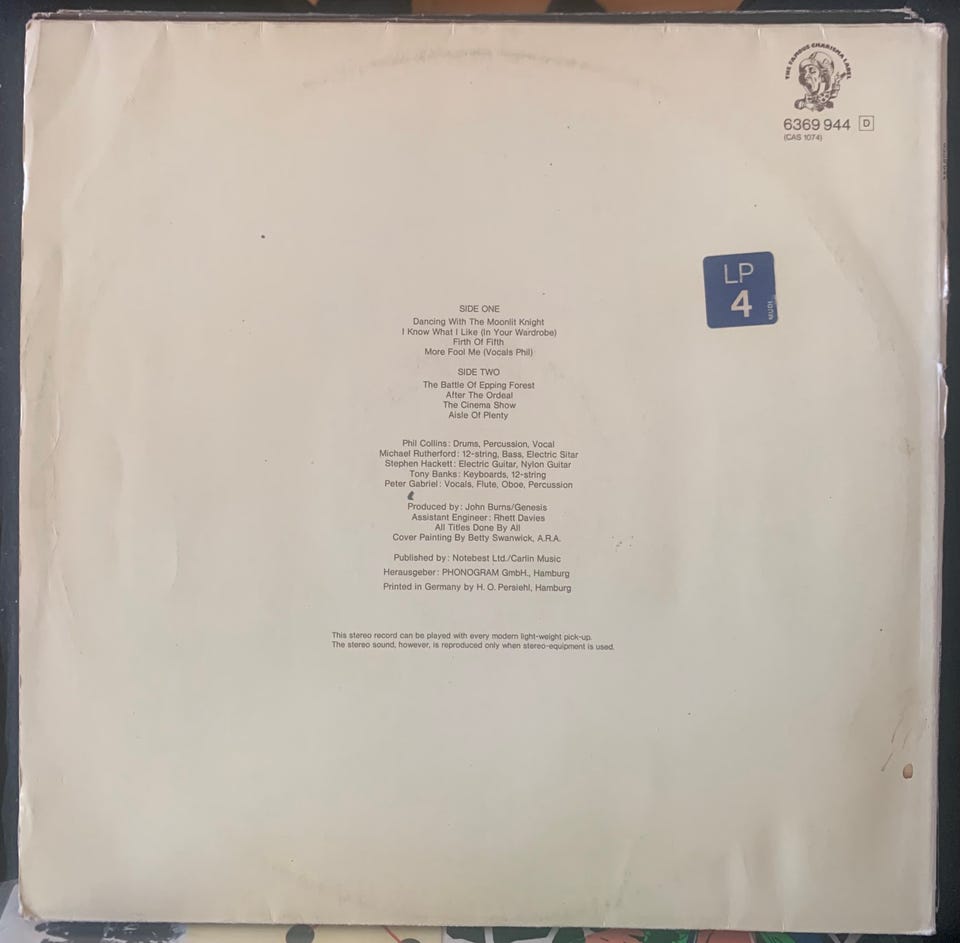 THE FAMOUS CHARISMA LABEL
6369 944 D
(CAS 1074)
LP
4
MUDI
SIDE ONE
Dancing With The Moonlit Knight
I Know What I Like (In Your Wardrobe)
Firth Of Fifth
More Fool Me (Vocals Phil)
SIDE TWO
The Battle Of Epping Forest
After The Ordeal
The Cinema Show
Aisle Of Plenty
Phil Collins: Drums, Percussion, Vocal
Michael Rutherford: 12-string, Bass, Electric Sitar
Stephen Hackett: Electric Guitar, Nylon Guitar
Tony Banks: Keyboards, 12-string
Peter Gabriel: Vocals, Flute, Oboe, Percussion
Produced by: John Burns/Genesis
Assistant Engineer: Rhett Davies
All Titles Done By All
Cover Painting By Betty Swanwick, A.R.A.
Published by: Notebest Ltd./Carlin Music
Herausgeber: PHONOGRAM GmbH., Hamburg
Printed in Germany by H. O. Persiehl, Hamburg
This stereo record can be played with every modern light-weight pick-up.
The stereo sound, however, is reproduced only when stereo-equipment is used.